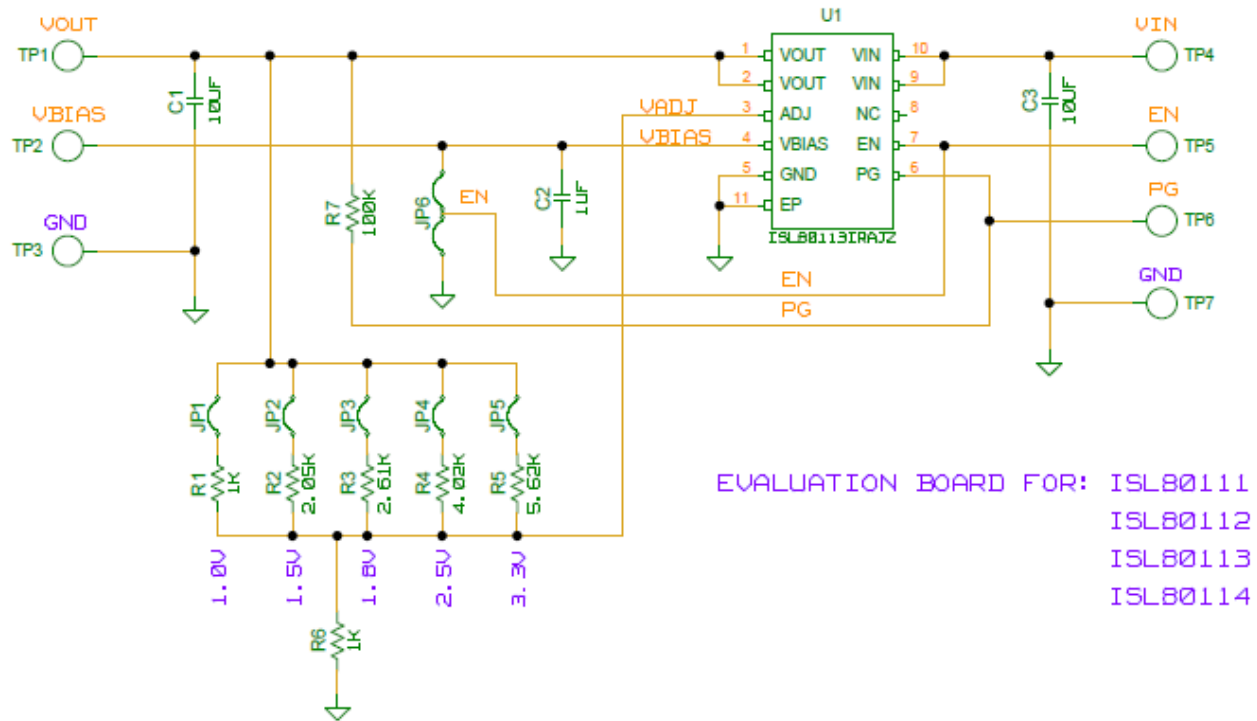 U1
VOUT
VIN
TP1
1
VOUT
VIN
10
TP4
2
VOUT
VIN
9
C1
10UF
VADJ
3
ADJ
NC
8
C3
10UF
EN
VBIAS
TP2
VBIAS
4
VBIAS
EN
7
TP5
5
GND
PG
6
PG
11
EP
TP6
ISL80113IRAJZ
EN
JP6
C2
1UF
R7
100K
GND
TP3
EN
PG
GND
TP7
JP1
JP2
JP3
JP4
JP5
R1
1K
R2
2.05K
R3
2.61K
R4
4.02K
R5
5.62K
1.0V
1.5V
1.8V
2.5V
3.3V
R6
1K
EVALUATION BOARD FOR: ISL80111
ISL80112
ISL80113
ISL80114